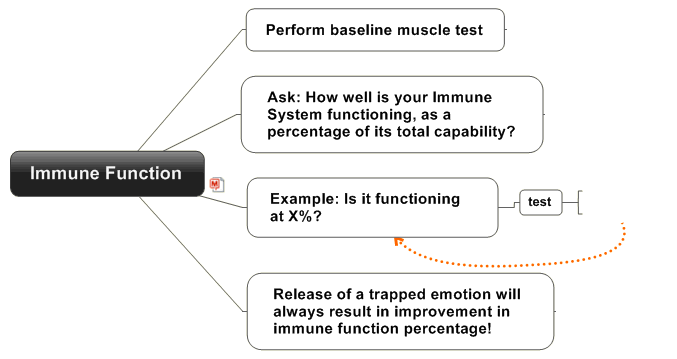 Perform baseline muscle test
Ask: How well is your Immune
System functioning, as a
percentage of its total capability?
Immune Function
M
Example: Is it functioning
at X%?
test
Release of a trapped emotion will
always result in improvement in
immune function percentage!